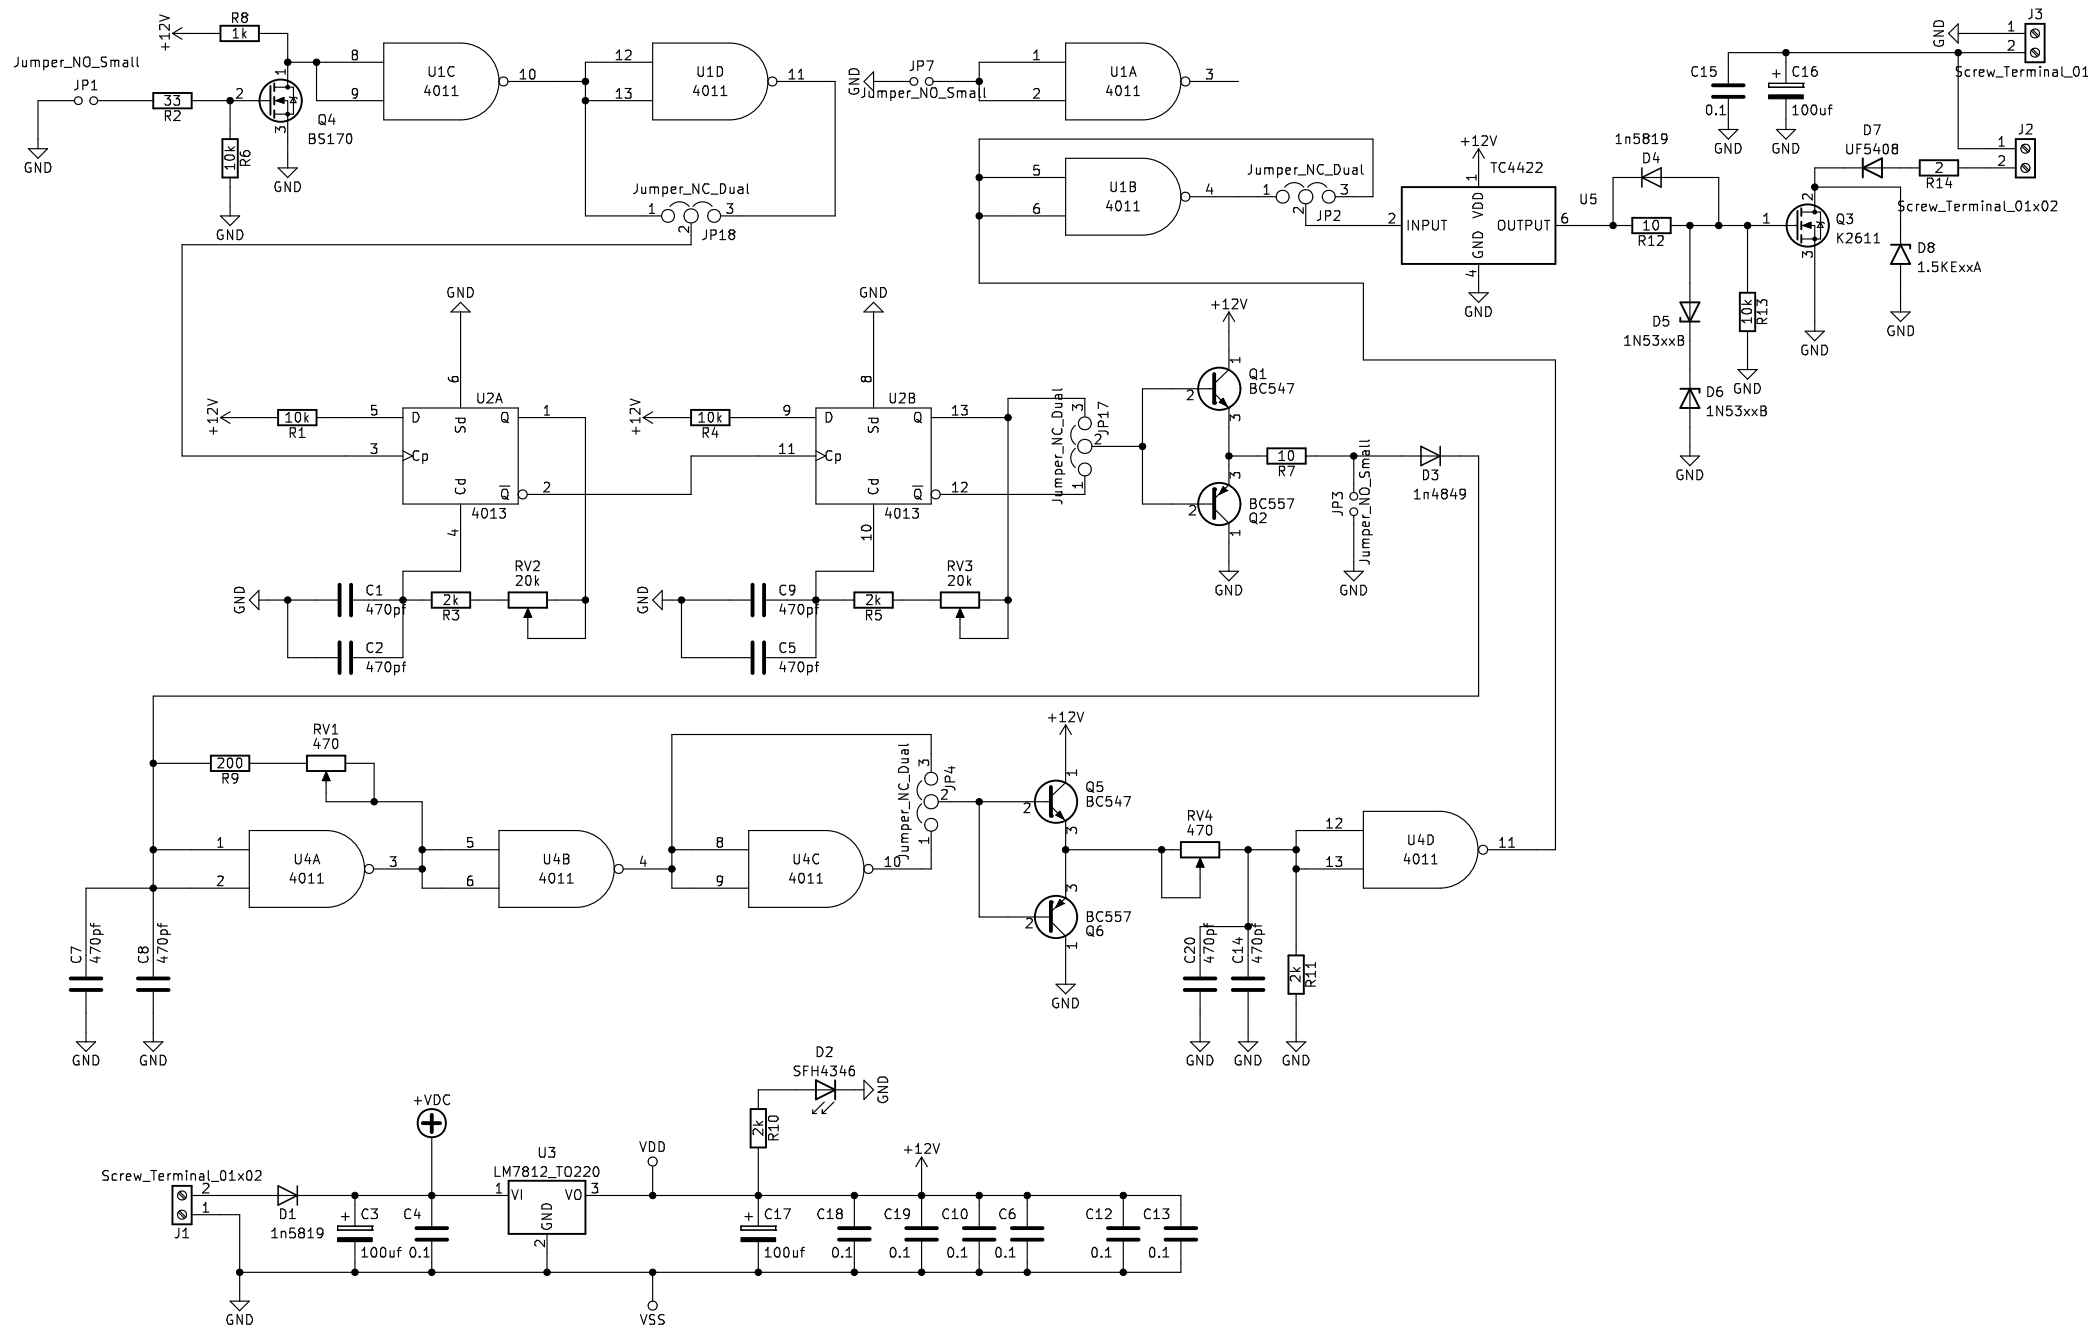 R8
1k
+12V
Jumper_NO_Small
JP1
33
R2
2
1
3
Q4
BS170
10k
R6
GND
GND
GND
8
9
U1C
4011
10
12
13
U1D
4011
11
Jumper_NC_Dual
1
2
3
JP18
GND
JP7
Jumper_NO_Small
1
2
U1A
4011
3
5
6
U1B
4011
4
Jumper_NC_Dual
1
2
3
JP2
+12V
TC4422
1
2
INPUT
VDD
GND
OUTPUT
4
6
U5
GND
1n5819
D4
10
R12
D5
1N53xxB
D6
1N53xxB
GND
10k
R13
GND
1
2
3
Q3
K2611
GND
D8
1.5KExxA
GND
D7
UF5408
2
R14
Screw_Terminal_01x02
J2
1
2
J3
GND
1
2
Screw_Terminal_01
C15
0.1
GND
C16
+
100uf
GND
GND
6
+12V
10k
R1
5
3
D
Cp
Sd
Cd
Q
Q
U2A
4013
1
2
4
GND
C1
470pf
C2
470pf
2k
R3
RV2
20k
GND
8
+12V
10k
R4
9
11
D
Cp
Sd
Cd
Q
Q
U2B
4013
13
12
10
GND
C9
470pf
C5
470pf
2k
R5
RV3
20k
Jumper_NC_Dual
JP17
3
2
1
+12V
1
2
3
Q1
BC547
3
2
1
BC557
Q2
GND
10
R7
JP3
Jumper_NO_Small
GND
D3
1n4849
RV1
470
200
R9
1
2
U4A
4011
3
5
6
U4B
4011
4
8
9
U4C
4011
10
Jumper_NC_Dual
JP4
3
2
1
C7
470pf
GND
C8
470pf
GND
+12V
1
2
3
Q5
BC547
3
2
1
BC557
Q6
GND
RV4
470
C20
470pf
GND
C14
470pf
GND
2k
R11
GND
12
13
U4D
4011
11
D2
SFH4346
GND
2k
R10
+VDC
Screw_Terminal_01x02
2
1
J1
D1
1n5819
+
C3
100uf
C4
0.1
U3
LM7812_TO220
1
VI
VO
3
GND
2
VDD
+
C17
100uf
+12V
C18
0.1
C19
0.1
C10
0.1
C6
0.1
C12
0.1
C13
0.1
GND
VSS